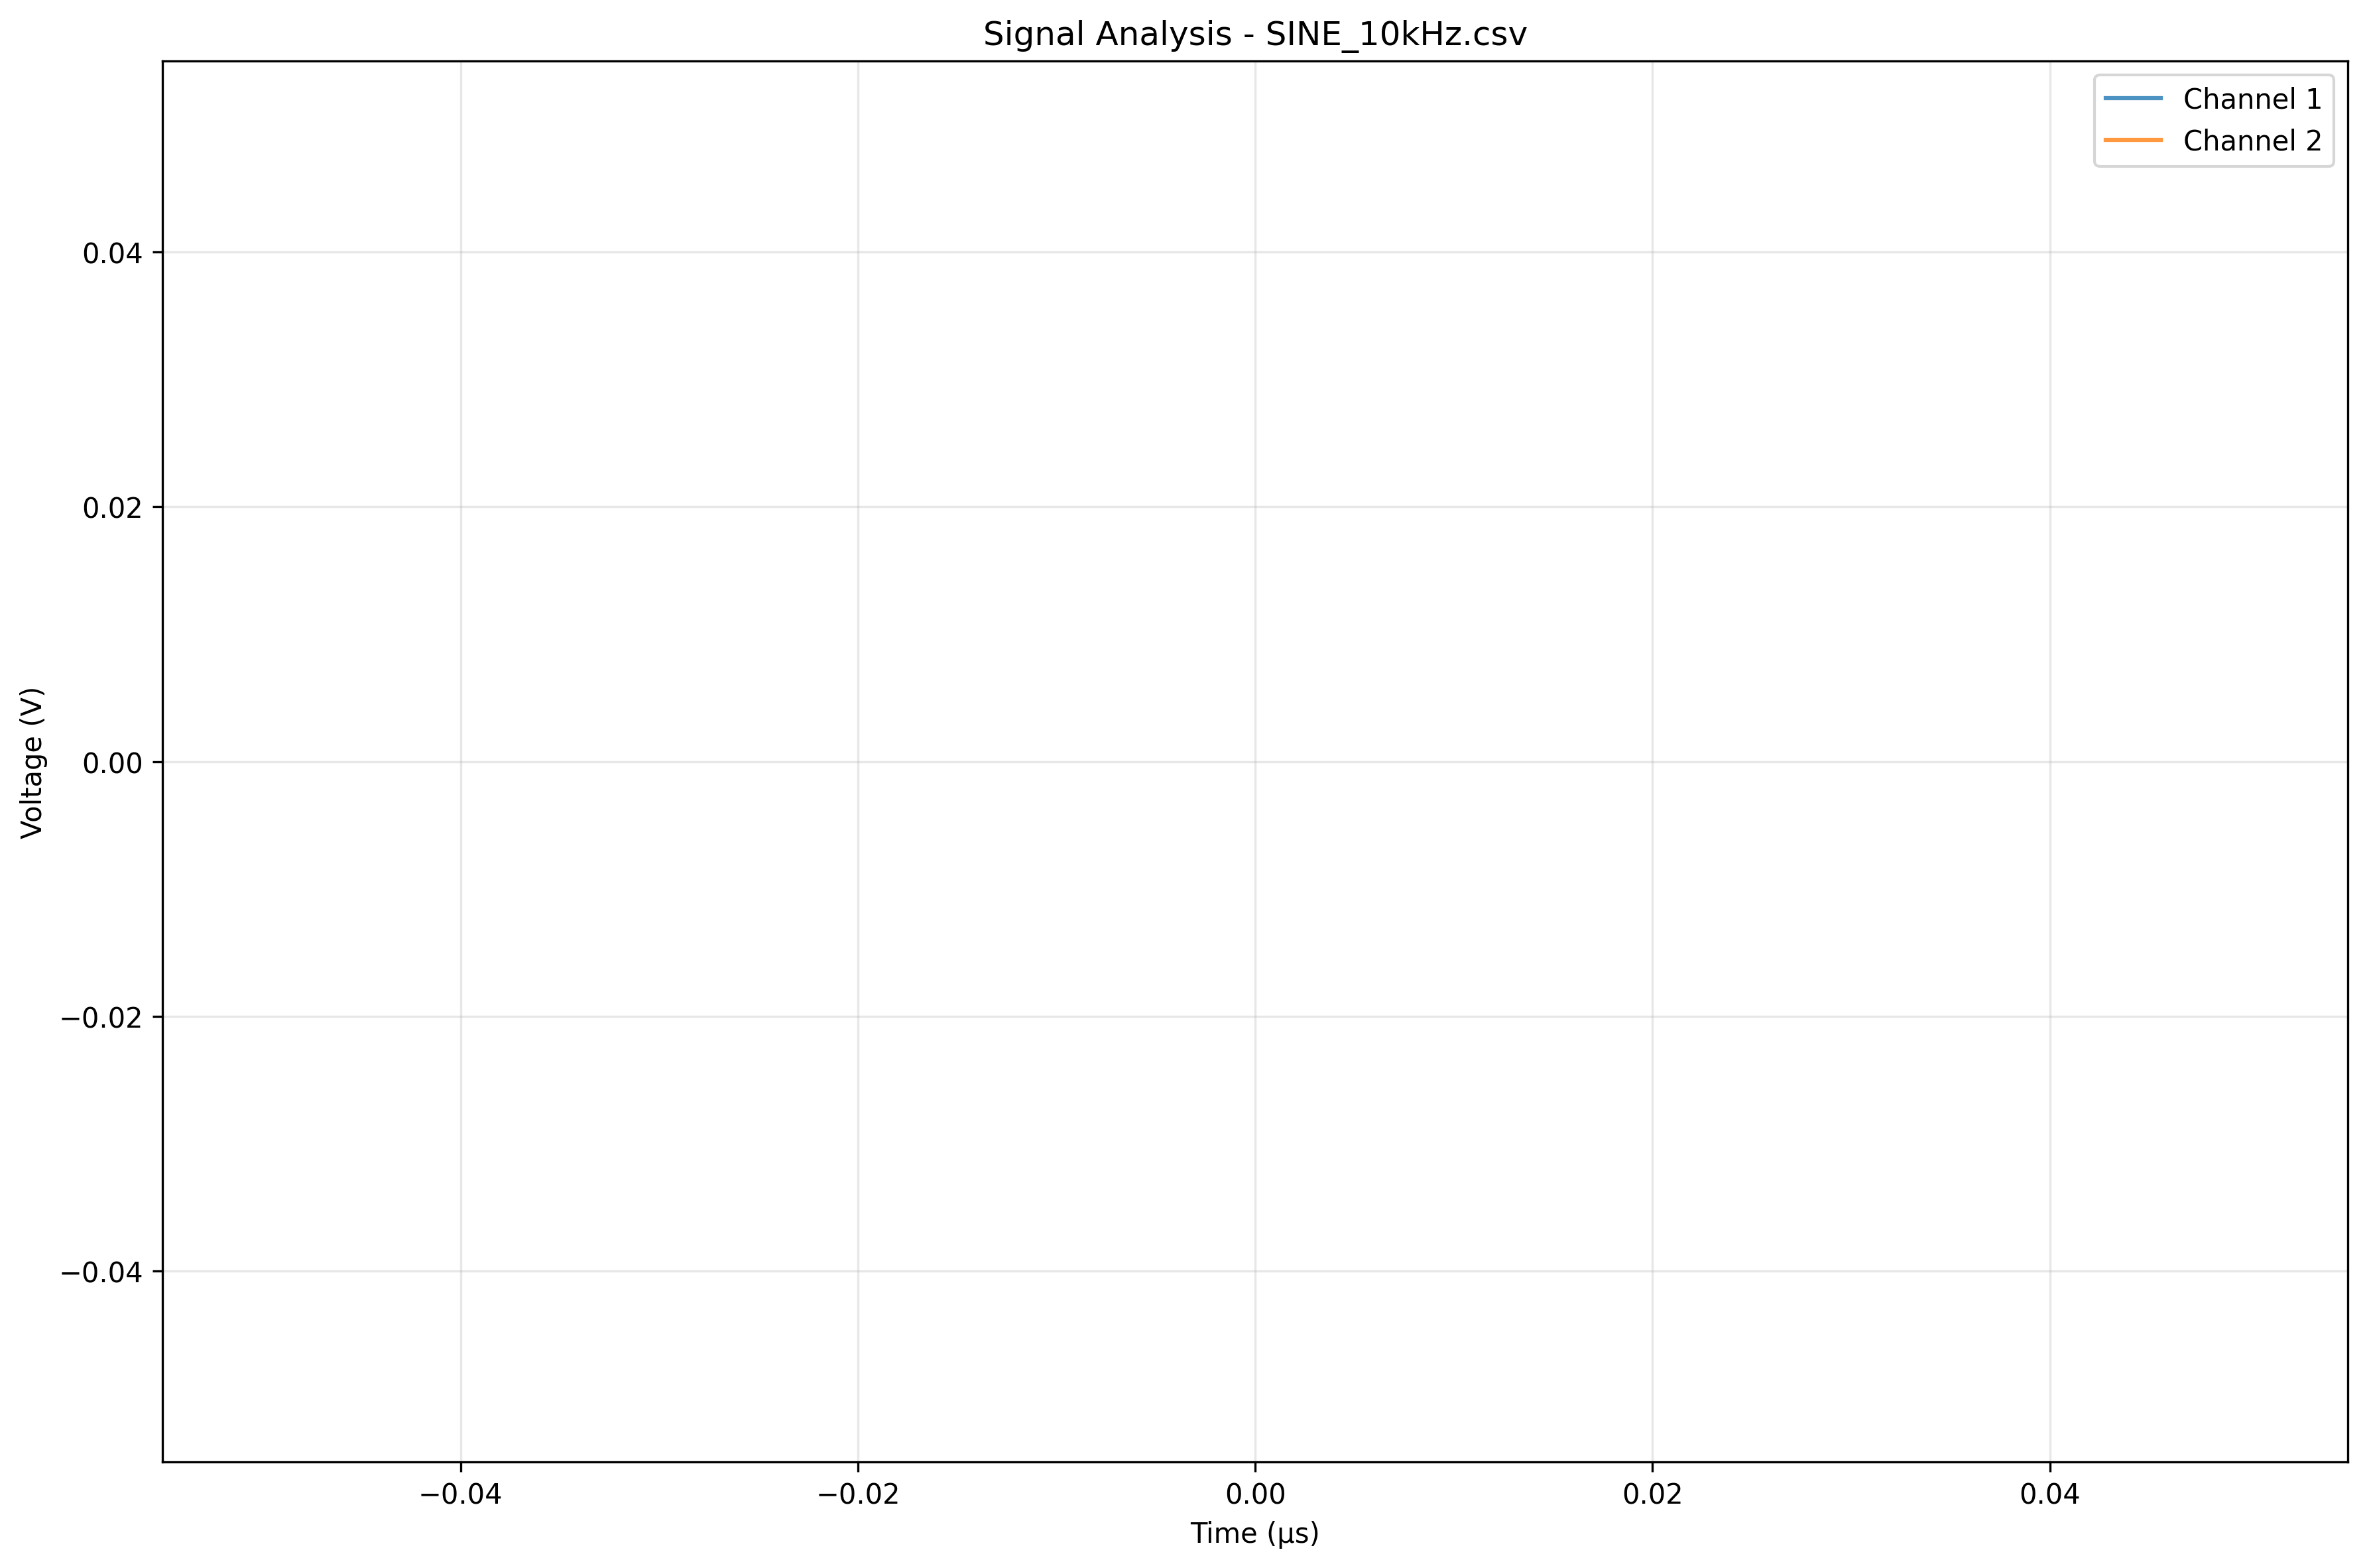 Signal Analysis - SINE_10kHz.csv
Channel 1
Channel 2
Voltage (V)
0.04
0.02
0.00
−0.02
−0.04
−0.04
−0.02
0.00
0.02
0.04
Time (μs)